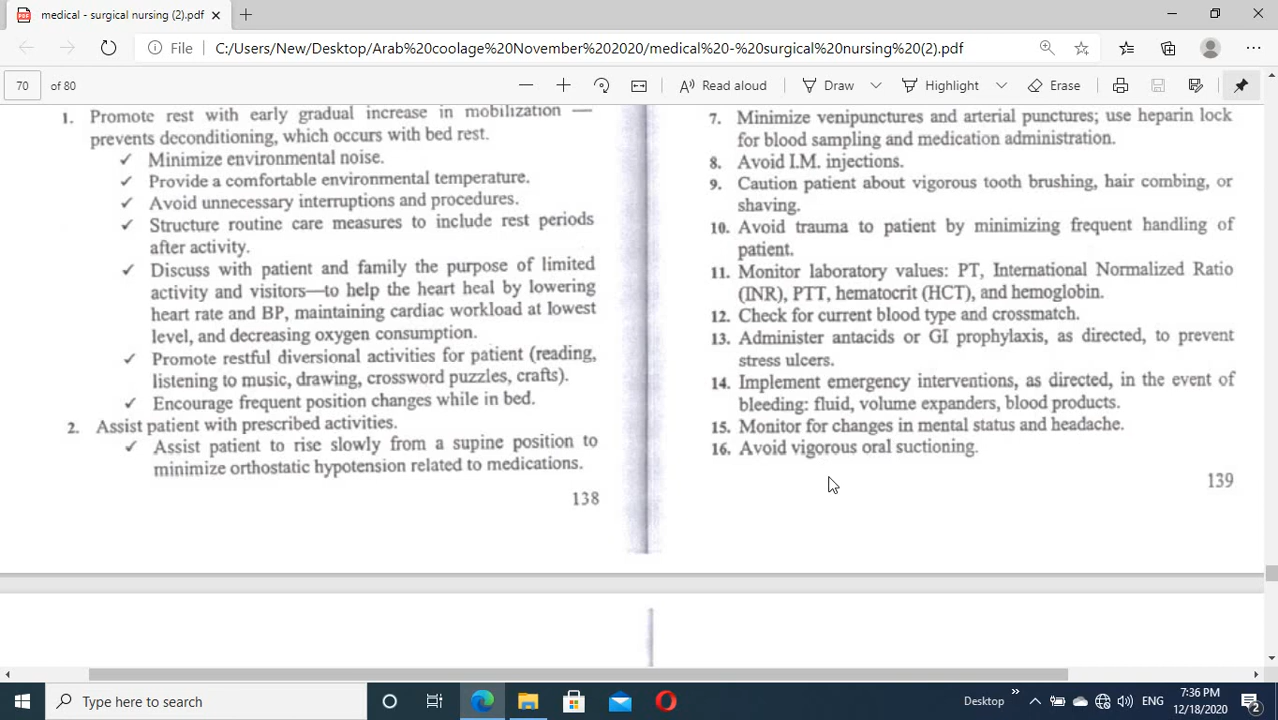 medical - surgical nursing (2).pdf
File
C:/Users/New/Desktop/Arab%20coolage%20November%202020/medical%20-%20surgical%20nursing%20(2).pdf
70 of 80
Read aloud
Draw
Highlight
Erase
1. Promote rest with early gradual increase in mobilization —
prevents deconditioning, which occurs with bed rest.
✓ Minimize environmental noise.
✓ Provide a comfortable environmental temperature.
✓ Avoid unnecessary interruptions and procedures.
✓ Structure routine care measures to include rest periods
after activity.
✓ Discuss with patient and family the purpose of limited
activity and visitors—to help the heart heal by lowering
heart rate and BP, maintaining cardiac workload at lowest
level, and decreasing oxygen consumption.
✓ Promote restful diversional activities for patient (reading,
listening to music, drawing, crossword puzzles, crafts).
✓ Encourage frequent position changes while in bed.
2. Assist patient with prescribed activities.
✓ Assist patient to rise slowly from a supine position to
minimize orthostatic hypotension related to medications.
138
7. Minimize venipunctures and arterial punctures; use heparin lock
for blood sampling and medication administration.
8. Avoid I.M. injections.
9. Caution patient about vigorous tooth brushing, hair combing, or
shaving.
10. Avoid trauma to patient by minimizing frequent handling of
patient.
11. Monitor laboratory values: PT, International Normalized Ratio
(INR), PTT, hematocrit (HCT), and hemoglobin.
12. Check for current blood type and crossmatch.
13. Administer antacids or GI prophylaxis, as directed, to prevent
stress ulcers.
14. Implement emergency interventions, as directed, in the event of
bleeding: fluid, volume expanders, blood products.
15. Monitor for changes in mental status and headache.
16. Avoid vigorous oral suctioning.
139
Type here to search
Desktop
ENG
7:36 PM
12/18/2020
2